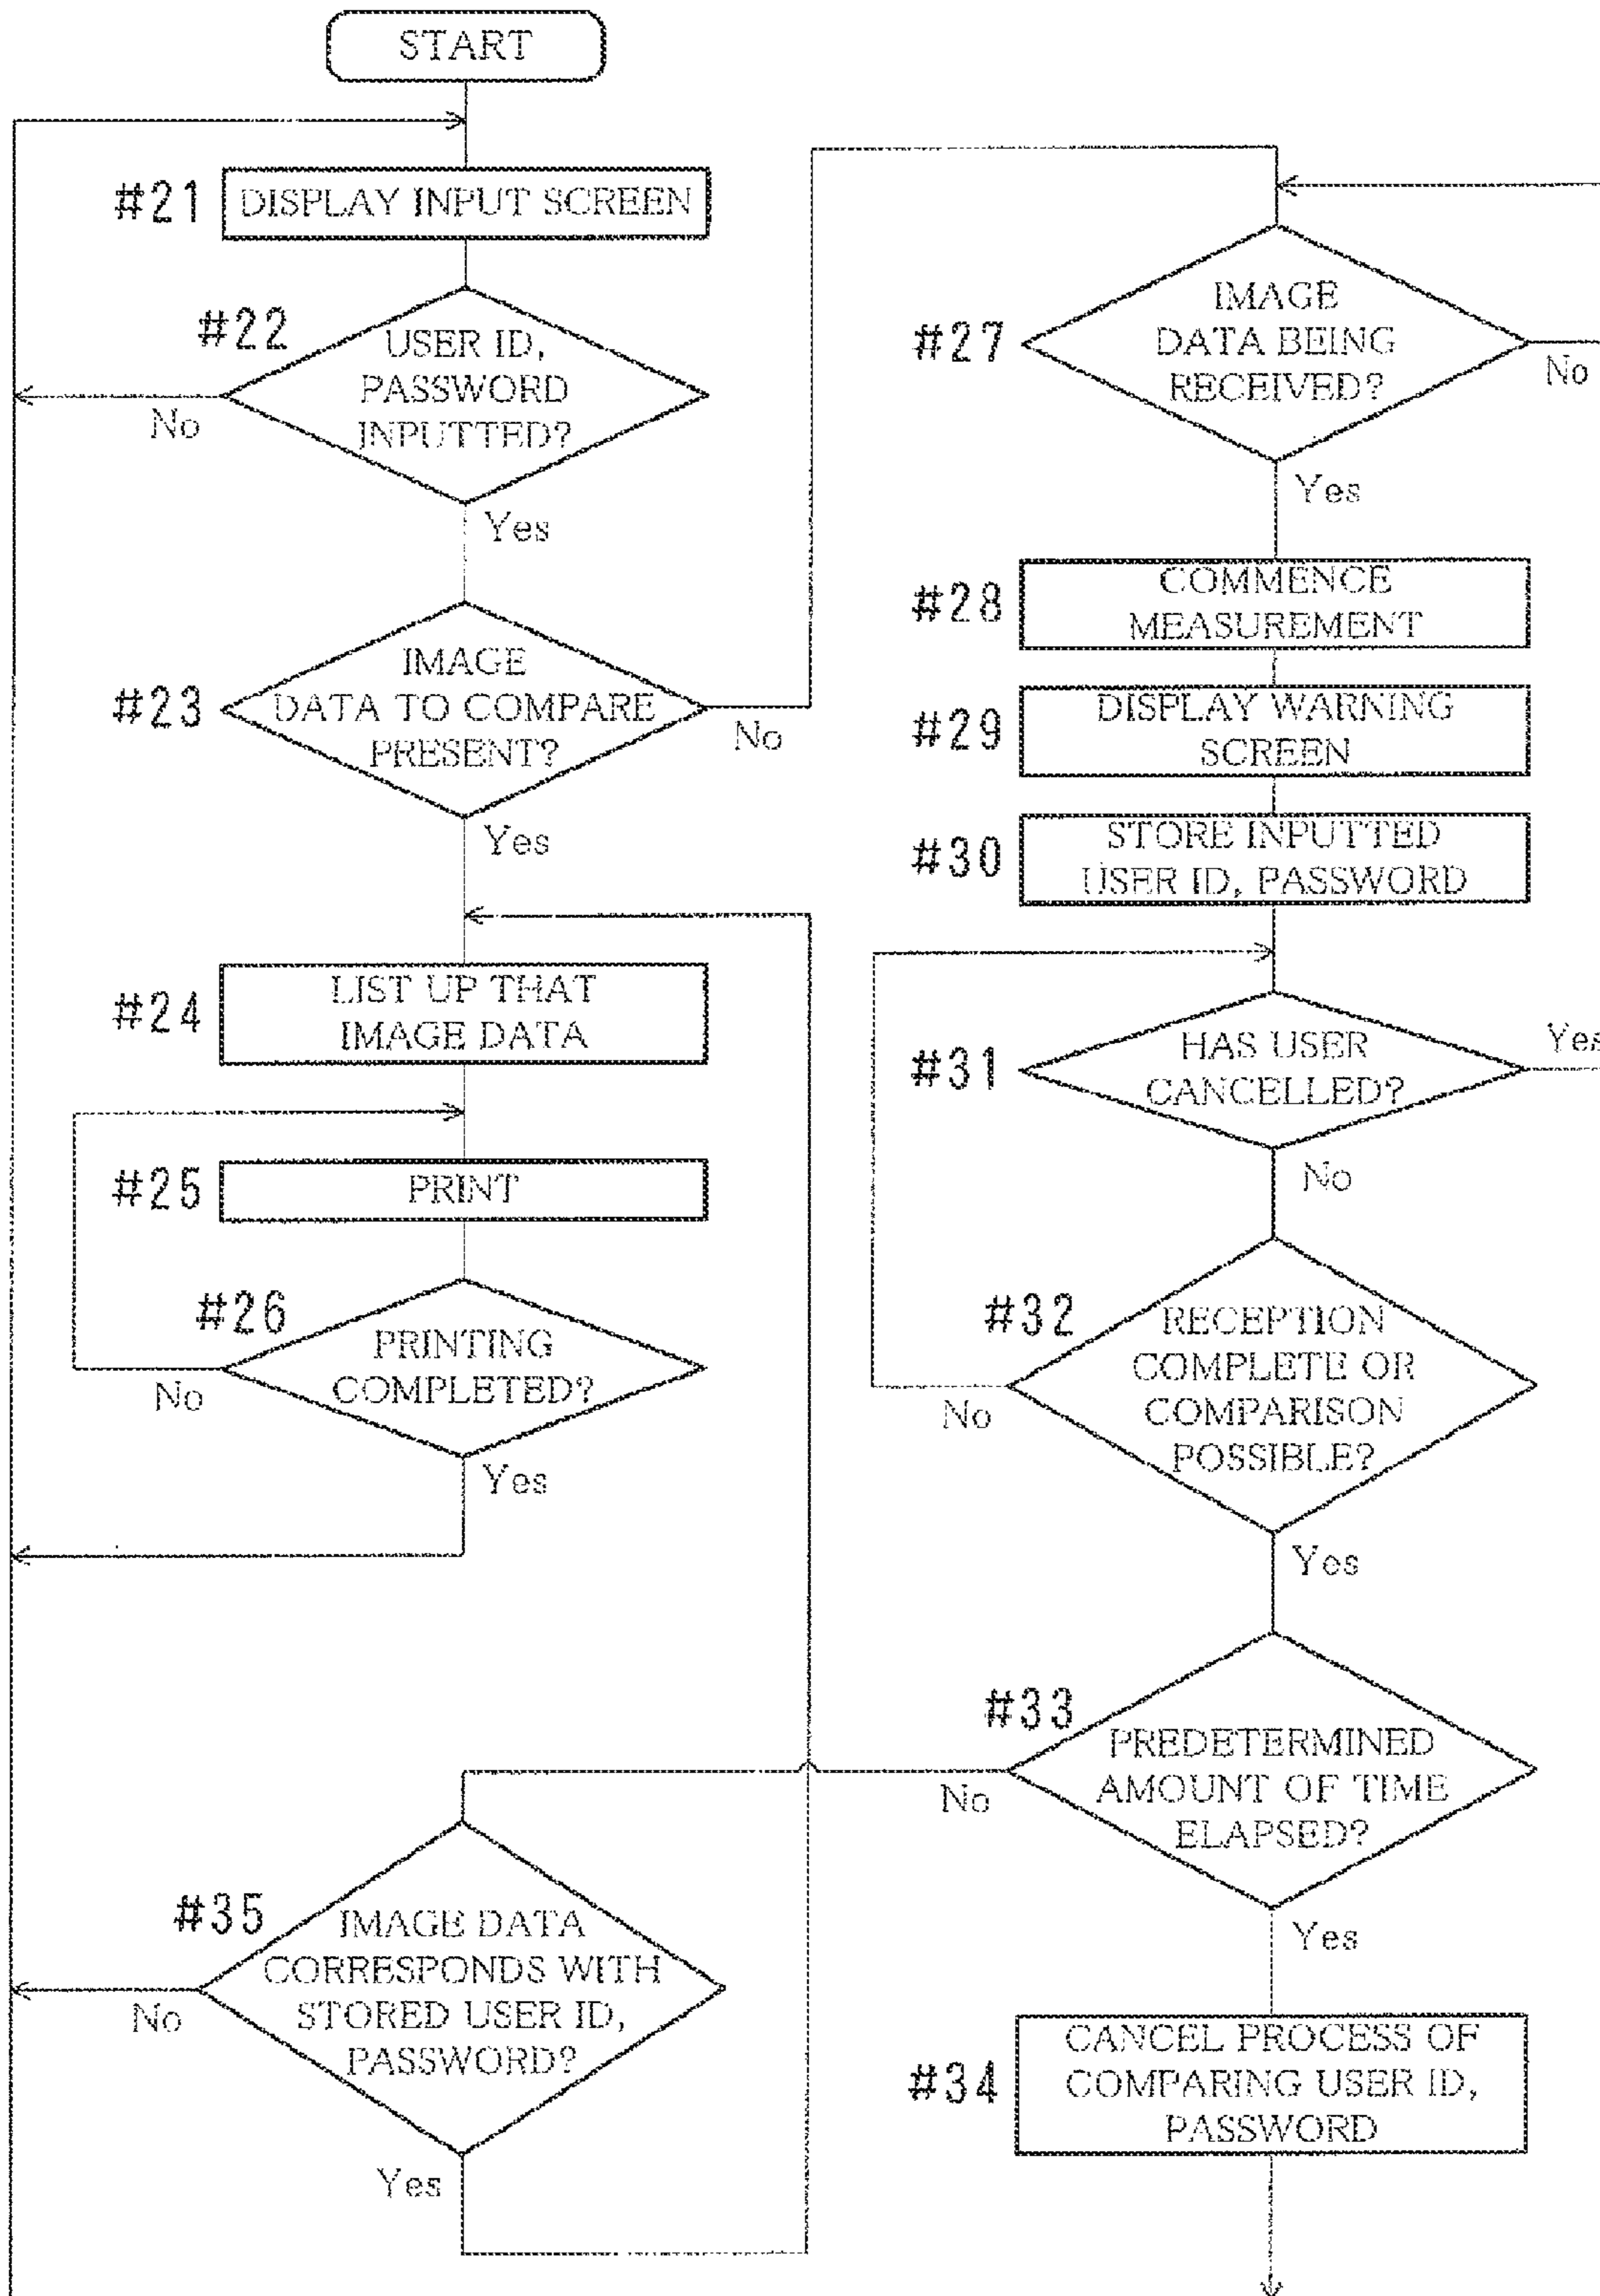 START
#21
DISPLAY INPUT SCREEN
#22
USER ID,
PASSWORD
INPUTTED?
No
Yes
#23
IMAGE
DATA TO COMPARE
PRESENT?
No
Yes
#24
LIST UP THAT
IMAGE DATA
#25
PRINT
#26
PRINTING
COMPLETED?
No
Yes
#27
IMAGE
DATA BEING
RECEIVED?
No
Yes
#28
COMMENCE
MEASUREMENT
#29
DISPLAY WARNING
SCREEN
#30
STORE INPUTTED
USER ID, PASSWORD
#31
HAS USER
CANCELLED?
Yes
No
#32
RECEPTION
COMPLETE OR
COMPARISON
POSSIBLE?
No
Yes
#33
PREDETERMINED
AMOUNT OF TIME
ELAPSED?
No
Yes
#34
CANCEL PROCESS OF
COMPARING USER ID,
PASSWORD
#35
IMAGE DATA
CORRESPONDS WITH
STORED USER ID,
PASSWORD?
No
Yes